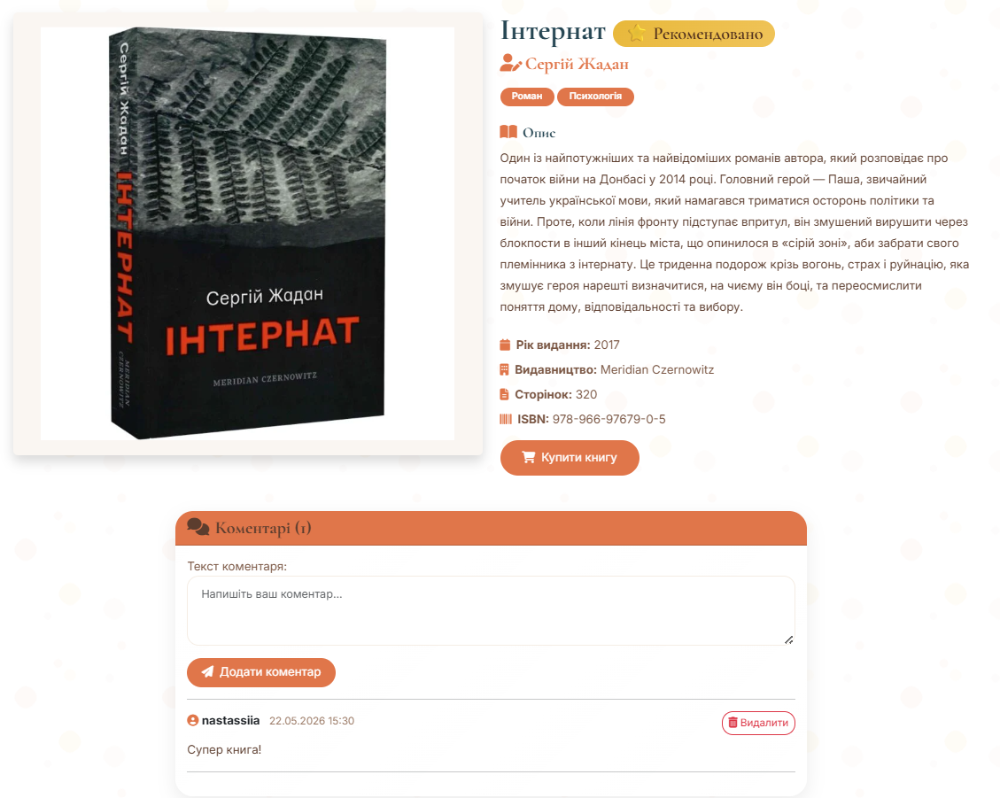 Сергій Жадан
ІНТЕРНАТ
MERIDIAN
CZERNOWITZ
Сергій Жадан
ІНТЕРНАТ
MERIDIAN CZERNOWITZ
Інтернат
Рекомендовано
Сергій Жадан
Роман Психологія
Опис
Один із найпотужніших та найвідоміших романів автора, який розповідає про
початок війни на Донбасі у 2014 році. Головний герой — Паша, звичайний
учитель української мови, який намагався триматися осторонь політики та
війни. Проте, коли лінія фронту підступає впритул, він змушений вирушити через
блокпости в інший кінець міста, що опинилося в «сірій зоні», аби забрати свого
племінника з інтернату. Це триденна подорож крізь вогонь, страх і руйнацію, яка
змушує героя нарешті визначитися, на чиєму він боці, та переосмислити
поняття дому, відповідальності та вибору.
Рік видання: 2017
Видавництво: Meridian Czernowitz
Сторінок: 320
ISBN: 978-966-97679-0-5
Купити книгу
Коментарі (1)
Текст коментаря:
Напишіть ваш коментар...
Додати коментар
nastassiia 22.05.2026 15:30
Видалити
Супер книга!